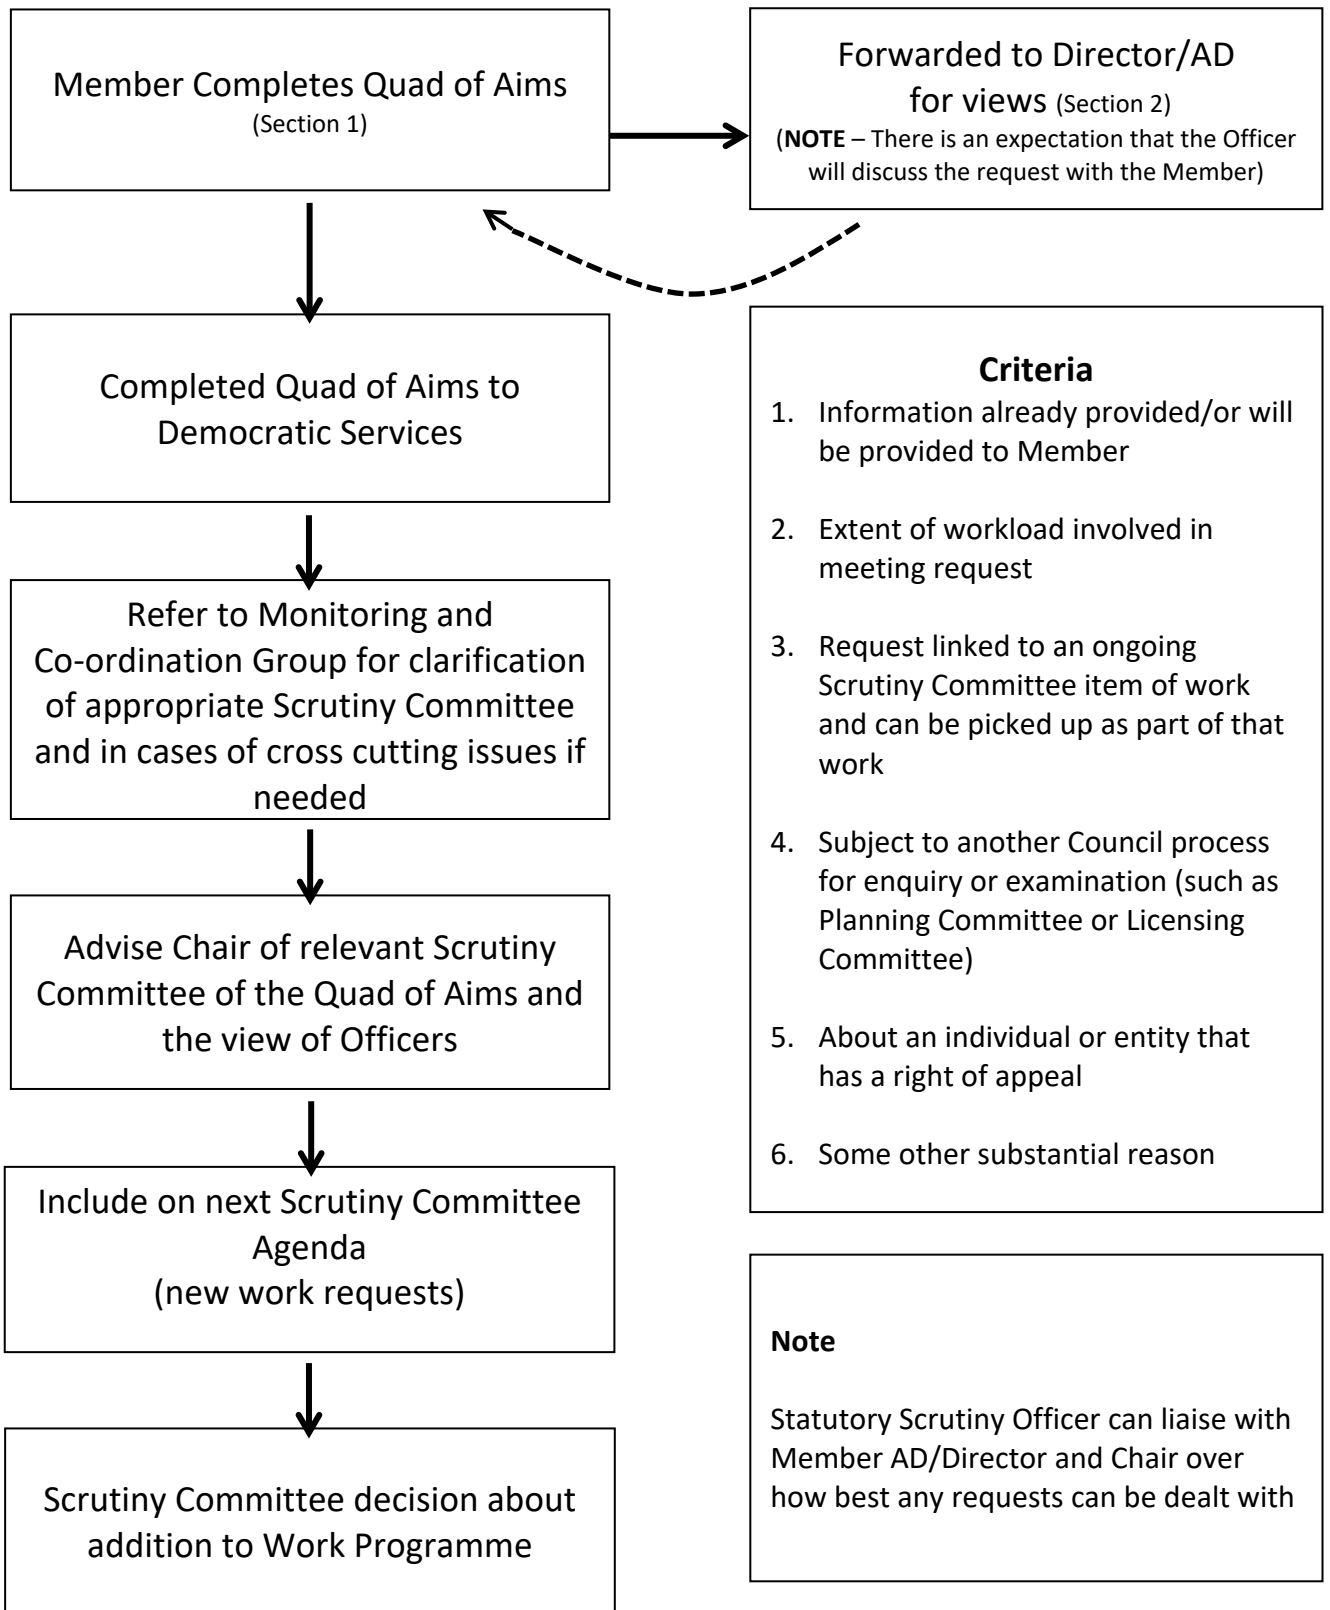 Member Completes Quad of Aims
(Section 1)
Forwarded to Director/AD
for views (Section 2)
(NOTE – There is an expectation that the Officer
will discuss the request with the Member)
Completed Quad of Aims to
Democratic Services
Refer to Monitoring and
Co-ordination Group for clarification
of appropriate Scrutiny Committee
and in cases of cross cutting issues if
needed
Advise Chair of relevant Scrutiny
Committee of the Quad of Aims and
the view of Officers
Include on next Scrutiny Committee
Agenda
(new work requests)
Scrutiny Committee decision about
addition to Work Programme
Criteria
1. Information already provided/or will
be provided to Member
2. Extent of workload involved in
meeting request
3. Request linked to an ongoing
Scrutiny Committee item of work
and can be picked up as part of that
work
4. Subject to another Council process
for enquiry or examination (such as
Planning Committee or Licensing
Committee)
5. About an individual or entity that
has a right of appeal
6. Some other substantial reason
Note
Statutory Scrutiny Officer can liaise with
Member AD/Director and Chair over
how best any requests can be dealt with